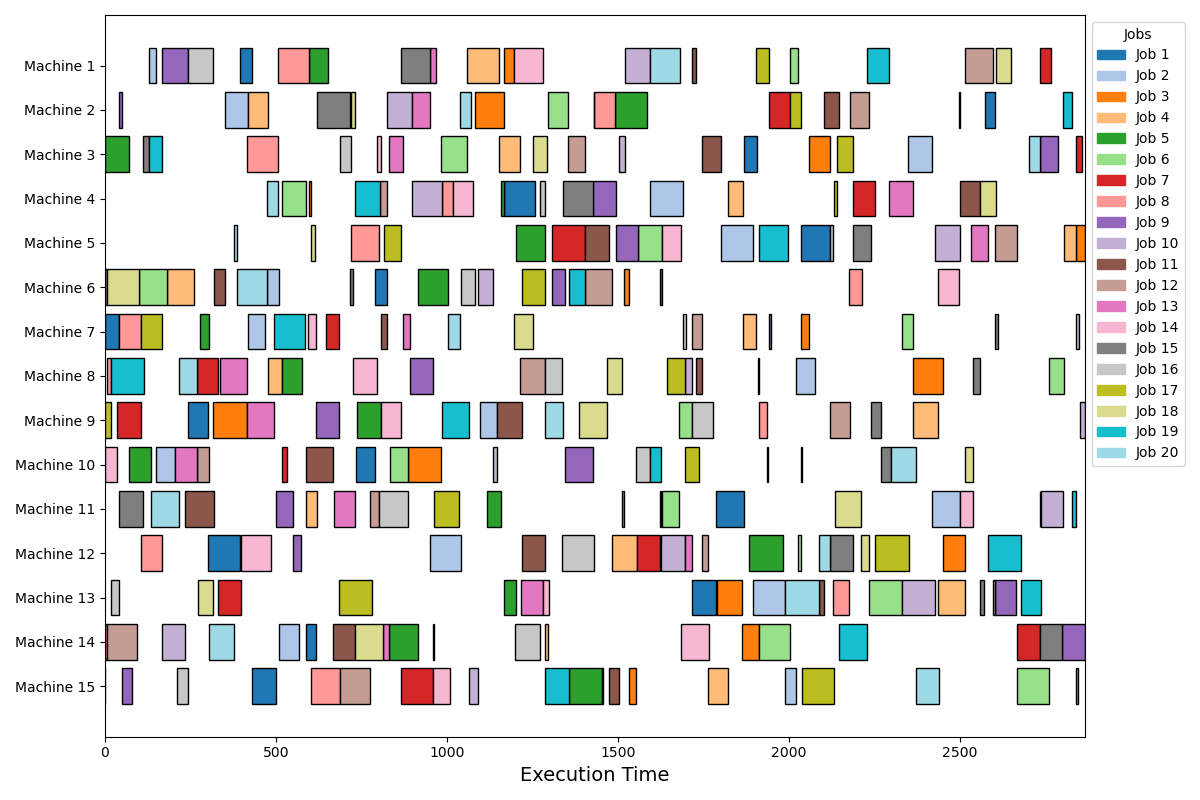 Machine 1
Machine 2
Machine 3
Machine 4
Machine 5
Machine 6
Machine 7
Machine 8
Machine 9
Machine 10
Machine 11
Machine 12
Machine 13
Machine 14
Machine 15
0 500 1000 1500 2000 2500
Execution Time
Jobs
Job 1
Job 2
Job 3
Job 4
Job 5
Job 6
Job 7
Job 8
Job 9
Job 10
Job 11
Job 12
Job 13
Job 14
Job 15
Job 16
Job 17
Job 18
Job 19
Job 20